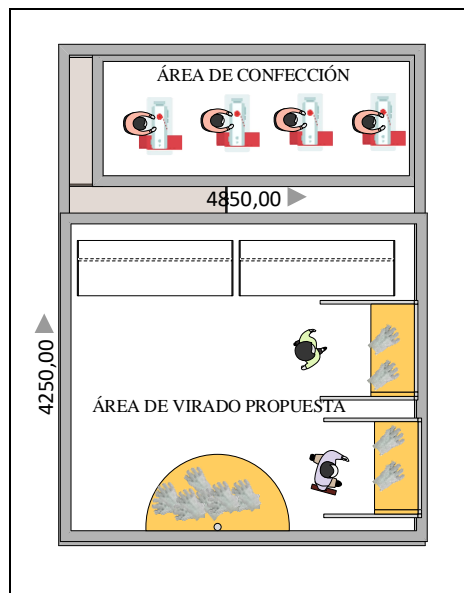 ÁREA DE CONFECCIÓN
4850,00
4250,00
ÁREA DE VIRADO PROPUESTA